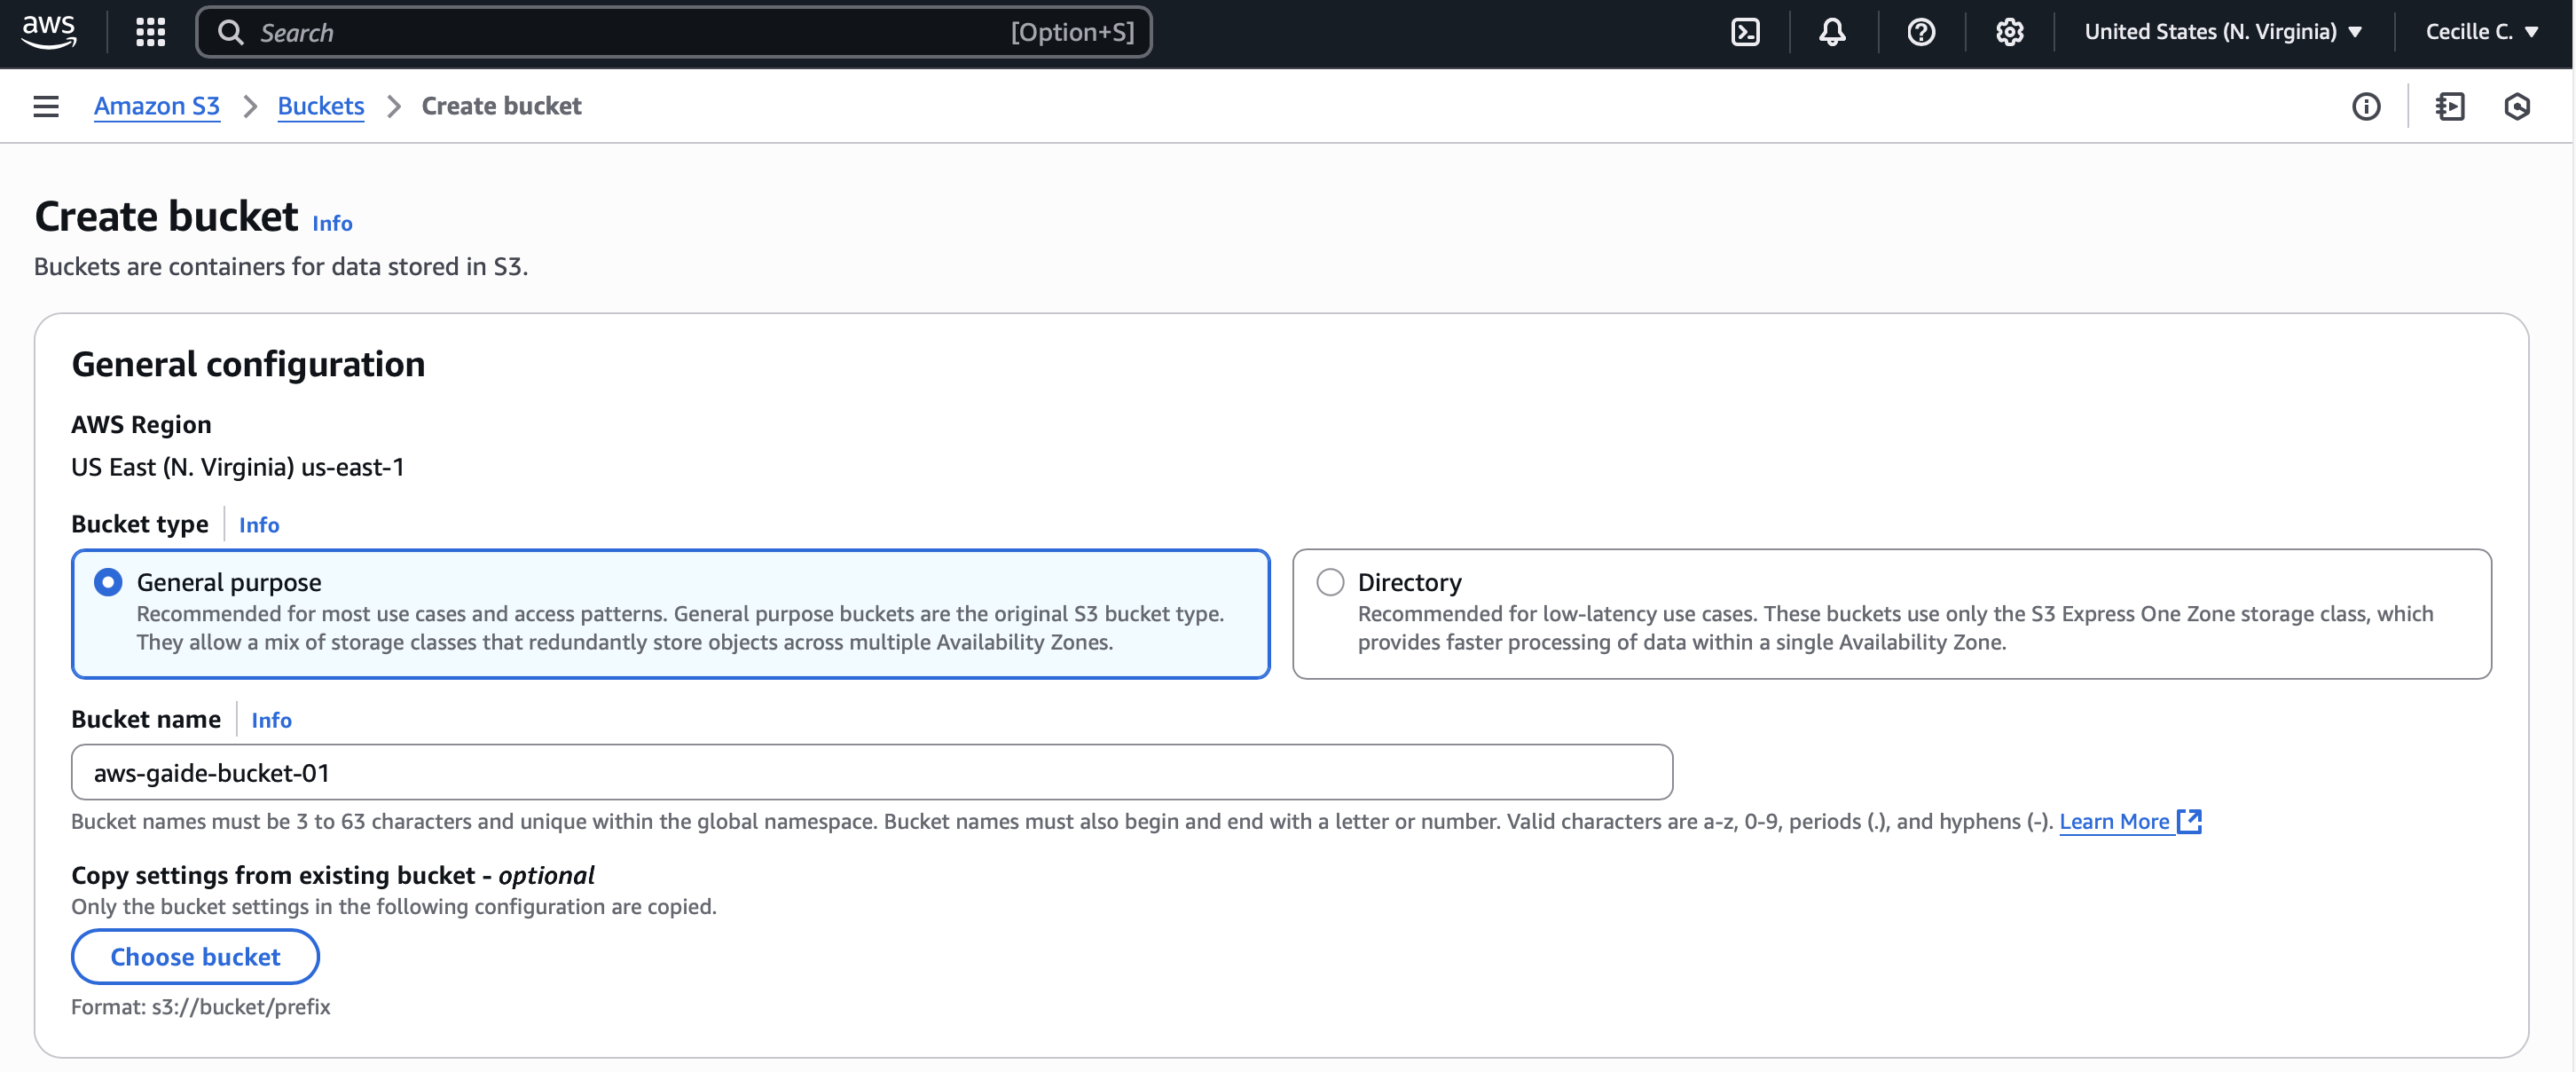 aws
Search [Option+S] United States (N. Virginia) Cecille C.
Amazon S3 Buckets Create bucket
Create bucket Info
Buckets are containers for data stored in S3.
General configuration
AWS Region
US East (N. Virginia) us-east-1
Bucket type Info
General purpose
Recommended for most use cases and access patterns. General purpose buckets are the original S3 bucket type.
They allow a mix of storage classes that redundantly store objects across multiple Availability Zones.
Directory
Recommended for low-latency use cases. These buckets use only the S3 Express One Zone storage class, which
provides faster processing of data within a single Availability Zone.
Bucket name Info
aws-gaide-bucket-01
Bucket names must be 3 to 63 characters and unique within the global namespace. Bucket names must also begin and end with a letter or number. Valid characters are a-z, 0-9, periods (.), and hyphens (-). Learn More
Copy settings from existing bucket - optional
Only the bucket settings in the following configuration are copied.
Choose bucket
Format: s3://bucket/prefix